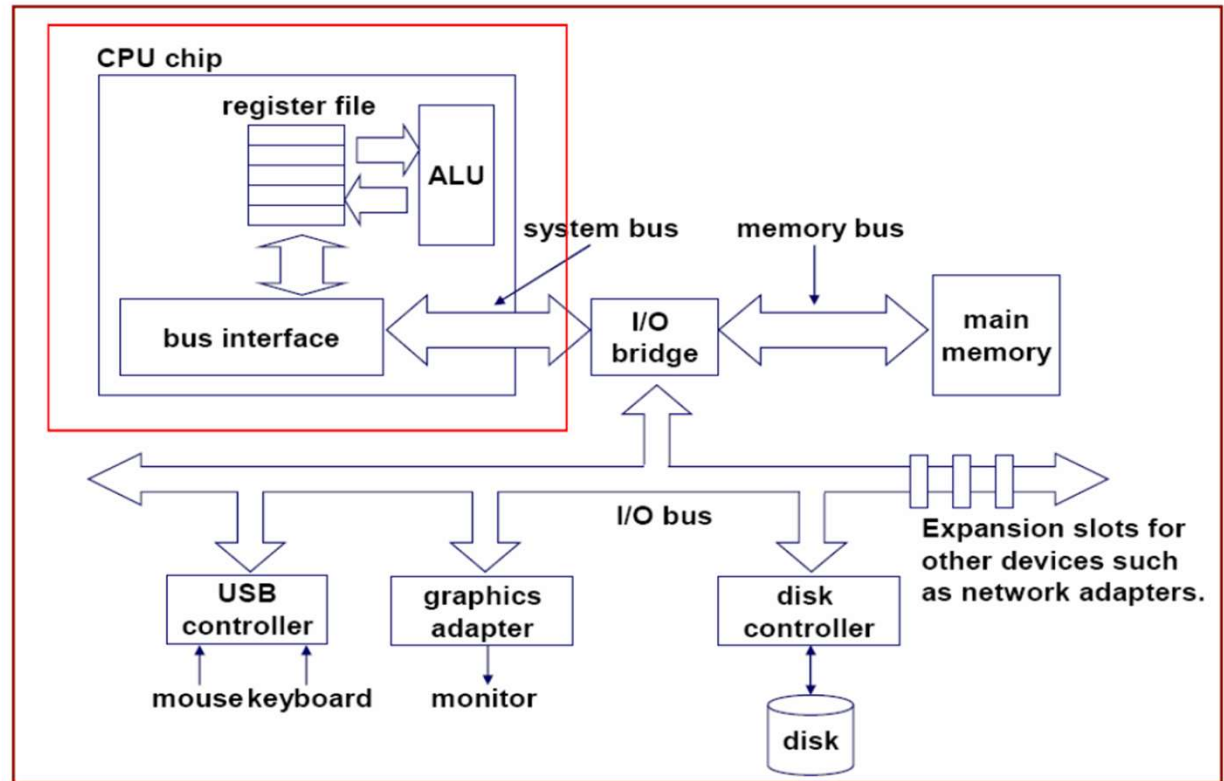 CPU chip
register file
ALU
system bus
memory bus
bus interface
I/O
bridge
main
memory
I/O bus
Expansion slots for
other devices such
as network adapters.
USB
controller
graphics
adapter
disk
controller
mouse keyboard
monitor
disk